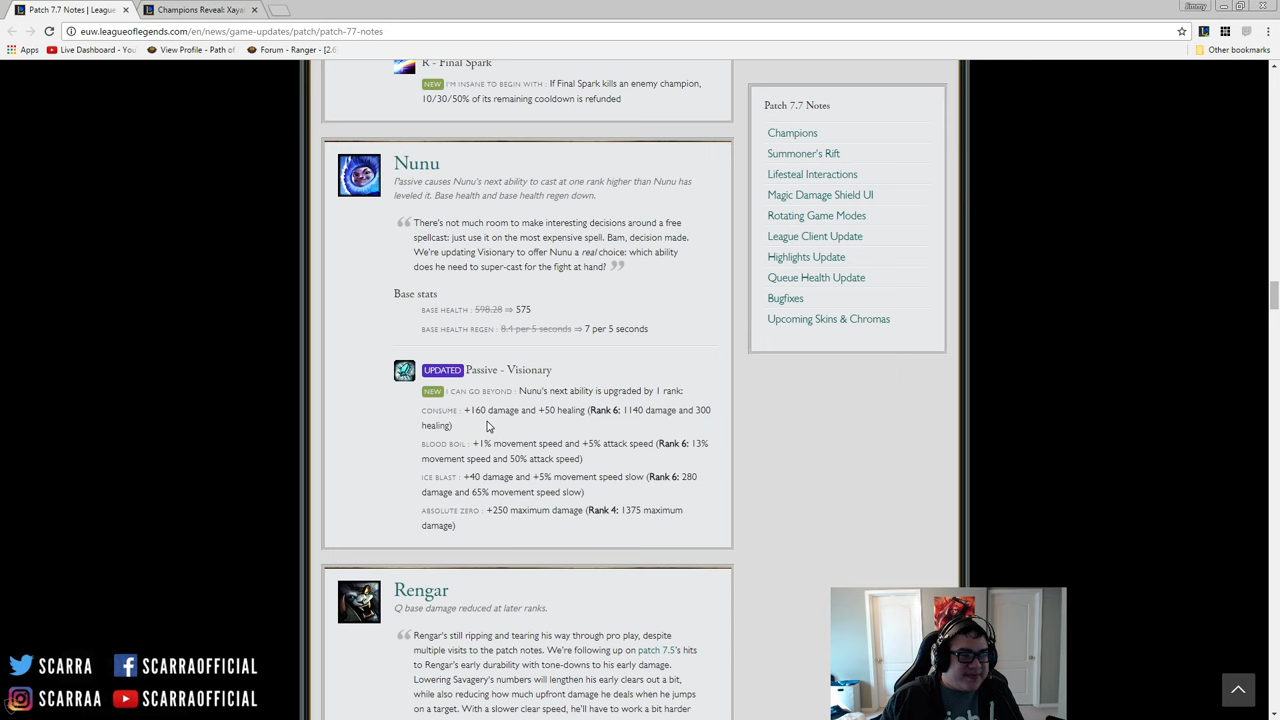 Patch 7.7 Notes | Leagu
Champions Reveal: Xaya
Jimmy
euw.leagueoflegends.com/en/news/game-updates/patch/patch-77-notes
Apps
Live Dashboard - You
View Profile - Path of
Forum - Ranger - [2.6
Other bookmarks
R - Final Spark
NEW I'M INSANE TO BEGIN WITH : If Final Spark kills an enemy champion,
10/30/50% of its remaining cooldown is refunded
Nunu
Passive causes Nunu's next ability to cast at one rank higher than Nunu has
leveled it. Base health and base health regen down.
There's not much room to make interesting decisions around a free
spellcast: just use it on the most expensive spell. Bam, decision made.
We're updating Visionary to offer Nunu a real choice: which ability
does he need to super-cast for the fight at hand?
Base stats
BASE HEALTH : 598.28 ⇒ 575
BASE HEALTH REGEN : 8.4 per 5 seconds ⇒ 7 per 5 seconds
UPDATED Passive - Visionary
NEW I CAN GO BEYOND : Nunu's next ability is upgraded by 1 rank:
CONSUME : +160 damage and +50 healing (Rank 6: 1140 damage and 300
healing)
BLOOD BOIL : +1% movement speed and +5% attack speed (Rank 6: 13%
movement speed and 50% attack speed)
ICE BLAST : +40 damage and +5% movement speed slow (Rank 6: 280
damage and 65% movement speed slow)
ABSOLUTE ZERO : +250 maximum damage (Rank 4: 1375 maximum
damage)
Rengar
Q base damage reduced at later ranks.
Rengar's still ripping and tearing his way through pro play, despite
multiple visits to the patch notes. We're following up on patch 7.5's hits
to Rengar's early durability with tone-downs to his early damage.
Lowering Savagery's numbers will lengthen his early clears out a bit,
while also reducing how much upfront damage he deals when he jumps
on a target. With a slower clear speed, he'll have to work a bit harder
Patch 7.7 Notes
Champions
Summoner's Rift
Lifesteal Interactions
Magic Damage Shield UI
Rotating Game Modes
League Client Update
Highlights Update
Queue Health Update
Bugfixes
Upcoming Skins & Chromas
SCARRA
SCARRAOFFICIAL
SCARRAA
SCARRAOFFICIAL